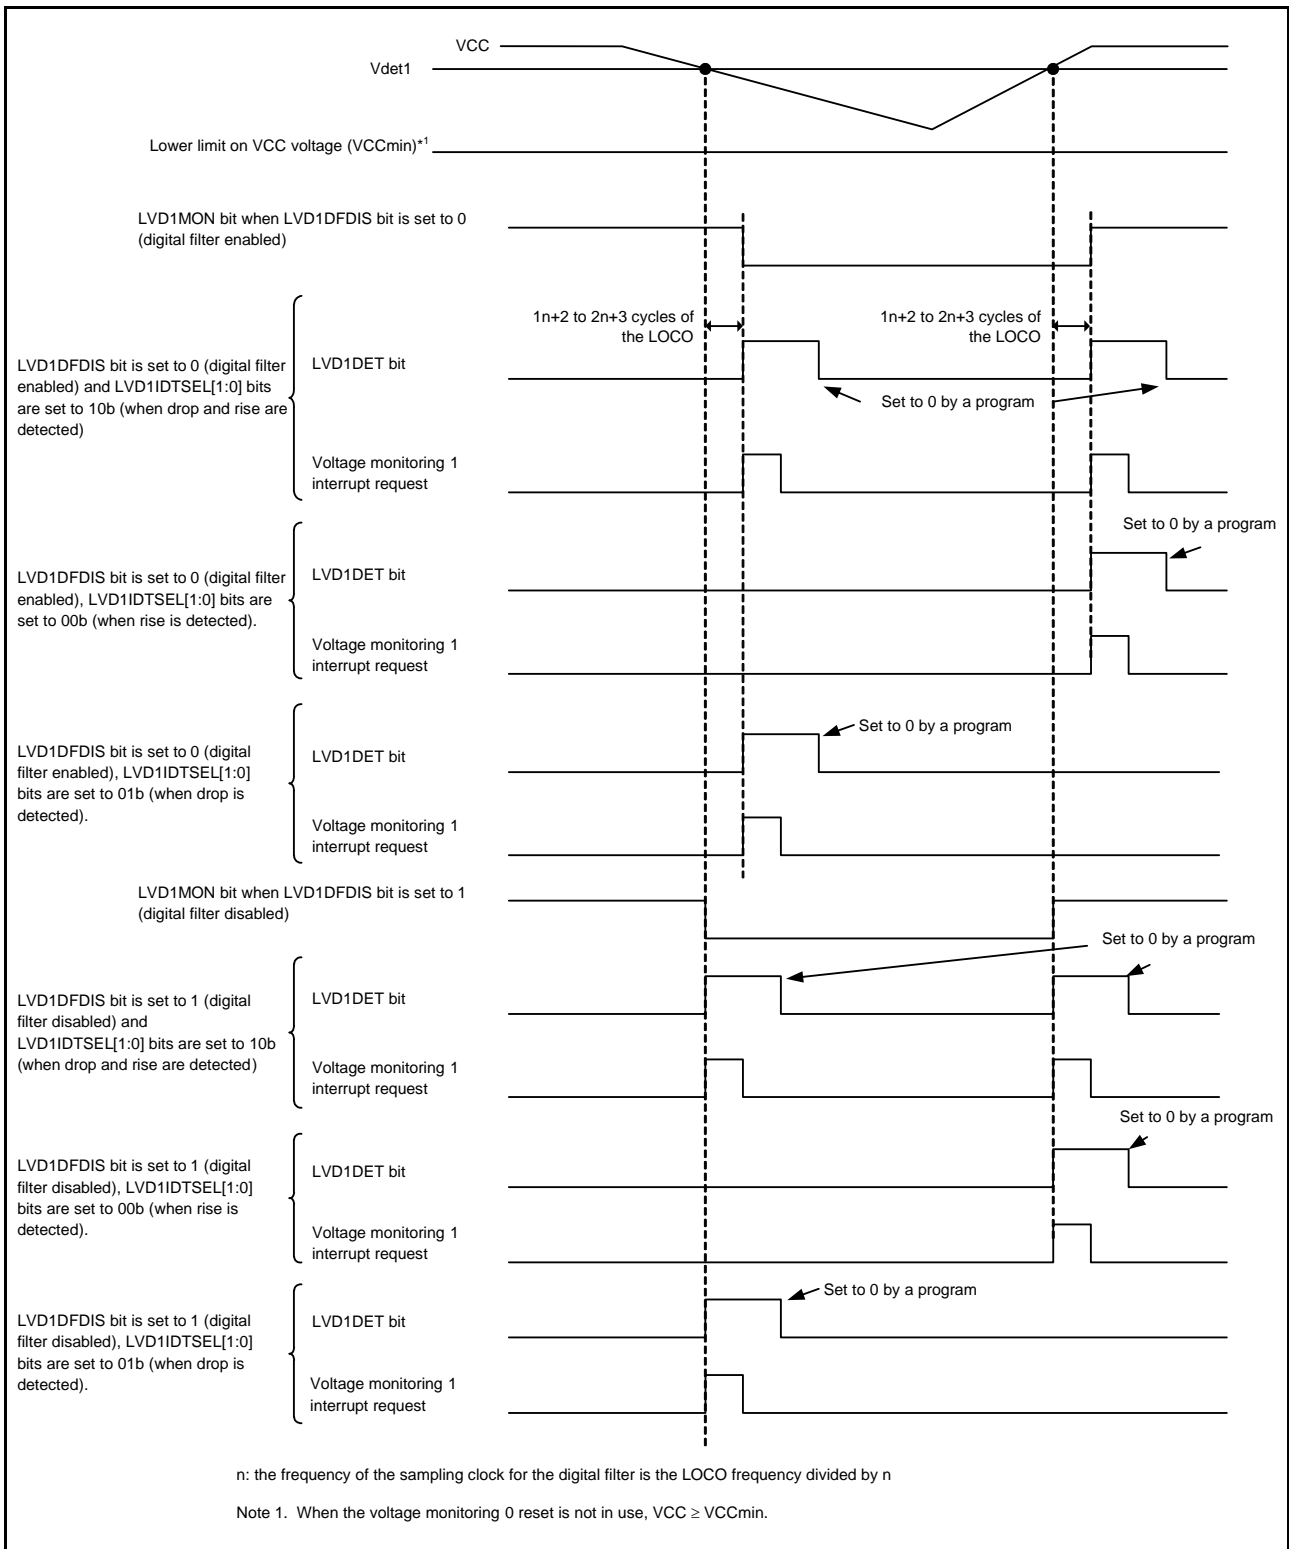 VCC
Vdet1
Lower limit on VCC voltage (VCCmin)*1
LVD1MON bit when LVD1DFDIS bit is set to 0
(digital filter enabled)
1n+2 to 2n+3 cycles of
the LOCO
1n+2 to 2n+3 cycles of
the LOCO
LVD1DFDIS bit is set to 0 (digital filter
enabled) and LVD1IDTSEL[1:0] bits
are set to 10b (when drop and rise are
detected)
LVD1DET bit
Set to 0 by a program
Voltage monitoring 1
interrupt request
Set to 0 by a program
LVD1DFDIS bit is set to 0 (digital filter
enabled), LVD1IDTSEL[1:0] bits are
set to 00b (when rise is detected).
LVD1DET bit
Voltage monitoring 1
interrupt request
Set to 0 by a program
LVD1DFDIS bit is set to 0 (digital
filter enabled), LVD1IDTSEL[1:0]
bits are set to 01b (when drop is
detected).
LVD1DET bit
Voltage monitoring 1
interrupt request
LVD1MON bit when LVD1DFDIS bit is set to 1
(digital filter disabled)
Set to 0 by a program
LVD1DFDIS bit is set to 1 (digital
filter disabled) and
LVD1IDTSEL[1:0] bits are set to 10b
(when drop and rise are detected)
LVD1DET bit
Voltage monitoring 1
interrupt request
Set to 0 by a program
LVD1DFDIS bit is set to 1 (digital
filter disabled), LVD1IDTSEL[1:0]
bits are set to 00b (when rise is
detected).
LVD1DET bit
Voltage monitoring 1
interrupt request
Set to 0 by a program
LVD1DFDIS bit is set to 1 (digital
filter disabled), LVD1IDTSEL[1:0]
bits are set to 01b (when drop is
detected).
LVD1DET bit
Voltage monitoring 1
interrupt request
n: the frequency of the sampling clock for the digital filter is the LOCO frequency divided by n
Note 1. When the voltage monitoring 0 reset is not in use, VCC ≥ VCCmin.